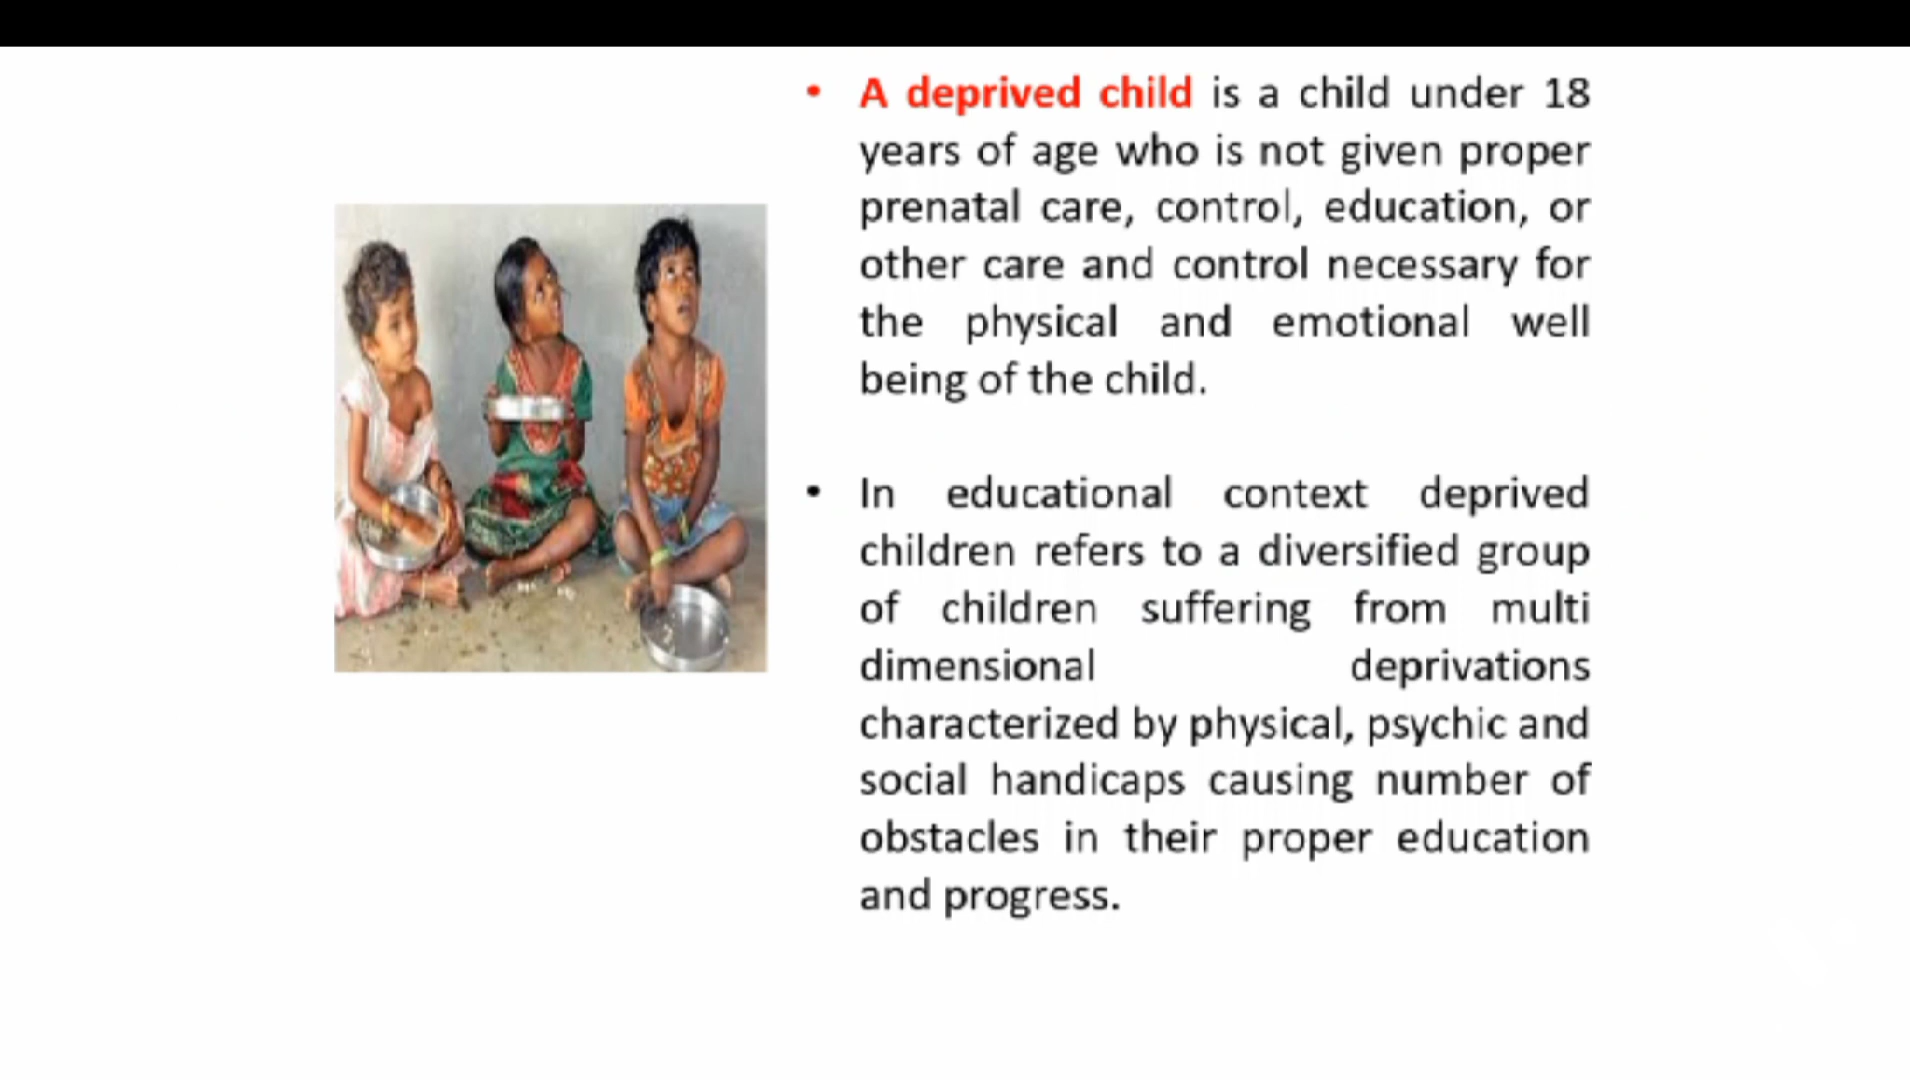 • A deprived child is a child under 18
years of age who is not given proper
prenatal care, control, education, or
other care and control necessary for
the physical and emotional well
being of the child.
• In educational context deprived
children refers to a diversified group
of children suffering from multi
dimensional deprivations
characterized by physical, psychic and
social handicaps causing number of
obstacles in their proper education
and progress.